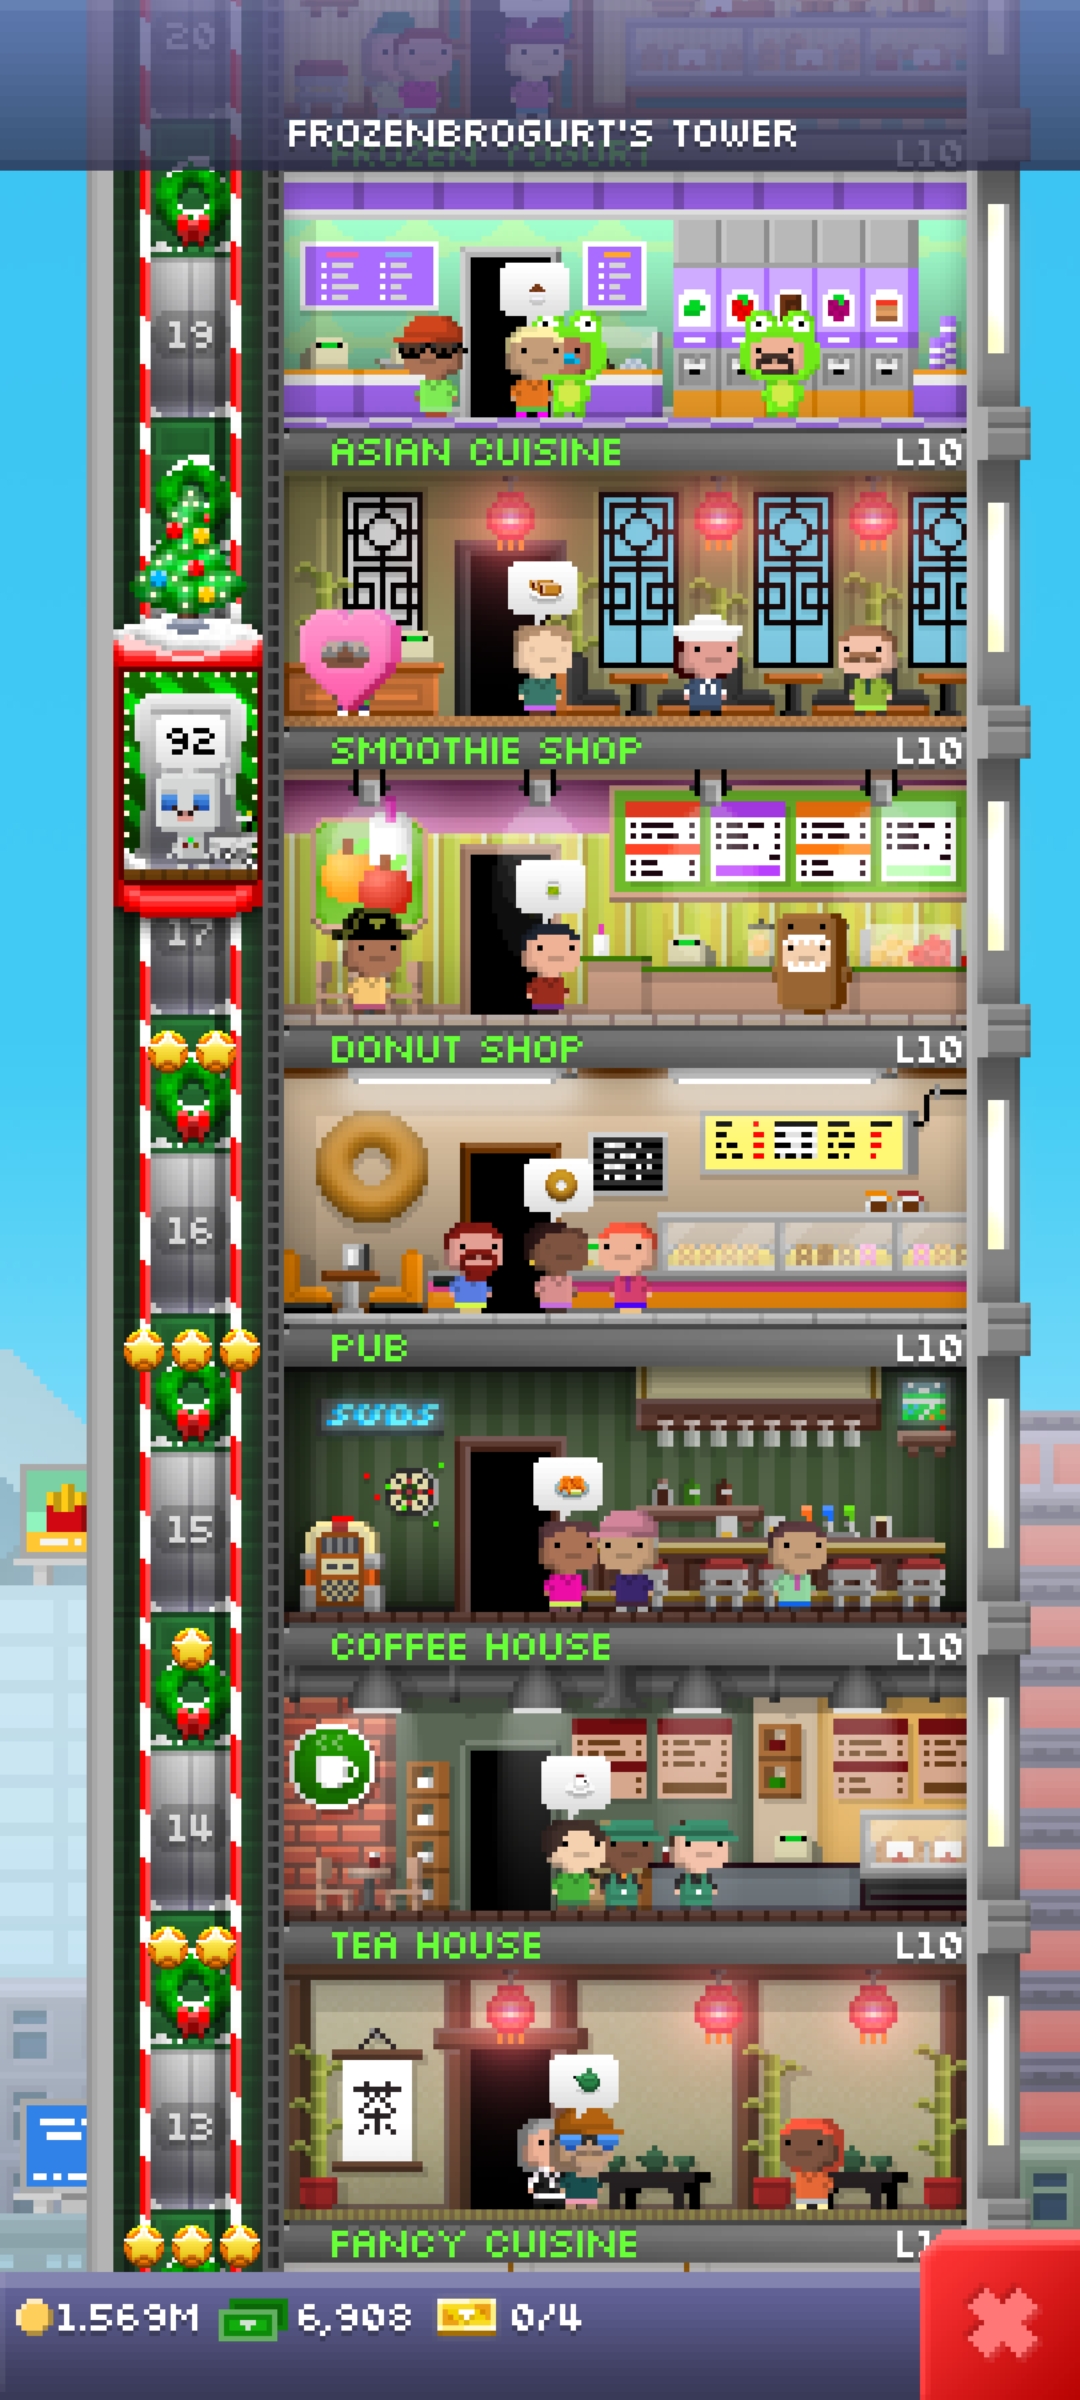 20
FROZENBROGURT'S TOWER
FROZEN YOGURT L10
19
ASIAN CUISINE L10
92
SMOOTHIE SHOP L10
17
DONUT SHOP L10
16
PUB L10
SUDS
15
COFFEE HOUSE L10
14
TEA HOUSE L10
茶
13
FANCY CUISINE L1
1.569M 6,908 0/4